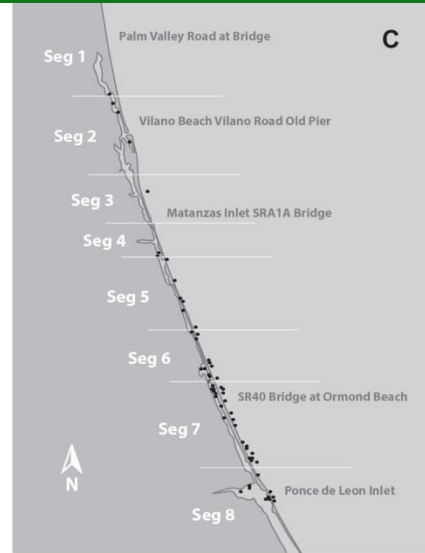 C
Palm Valley Road at Bridge
Seg 1
Vilano Beach Vilano Road Old Pier
Seg 2
Seg 3
Matanzas Inlet SRA1A Bridge
Seg 4
Seg 5
Seg 6
SR40 Bridge at Ormond Beach
Seg 7
N
Ponce de Leon Inlet
Seg 8